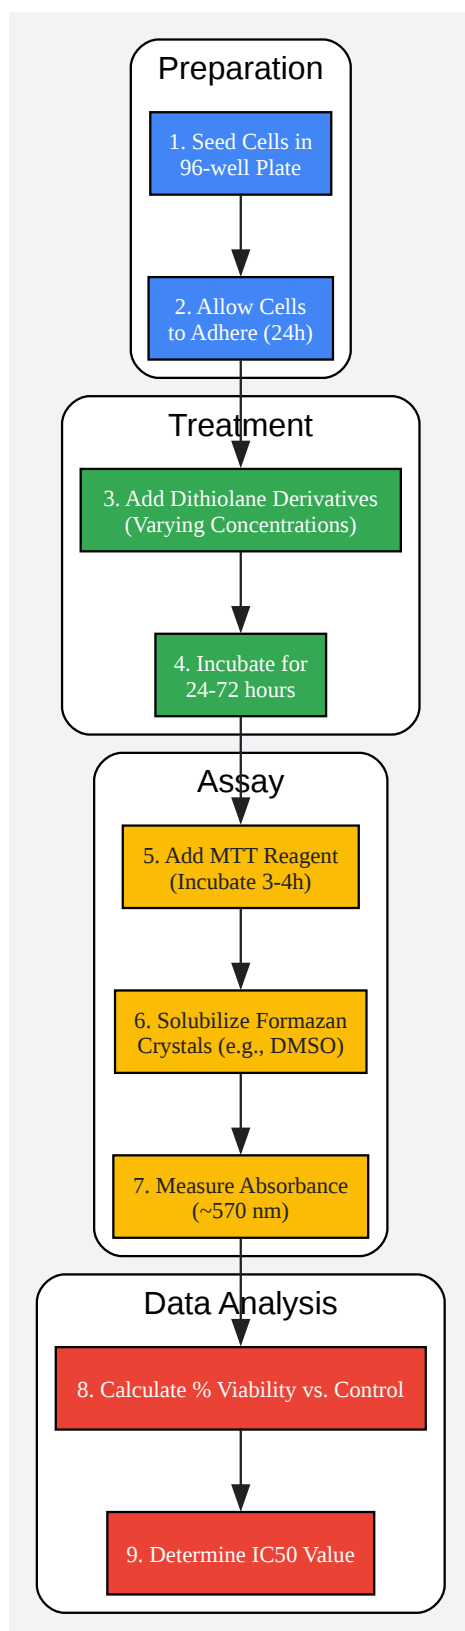 Preparation
1. Seed Cells in
96-well Plate
2. Allow Cells
to Adhere (24h)
Treatment
3. Add Dithiolane Derivatives
(Varying Concentrations)
4. Incubate for
24-72 hours
Assay
5. Add MTT Reagent
(Incubate 3-4h)
6. Solubilize Formazan
Crystals (e.g., DMSO)
7. Measure Absorbance
(~570 nm)
Data Analysis
8. Calculate % Viability vs. Control
9. Determine IC50 Value